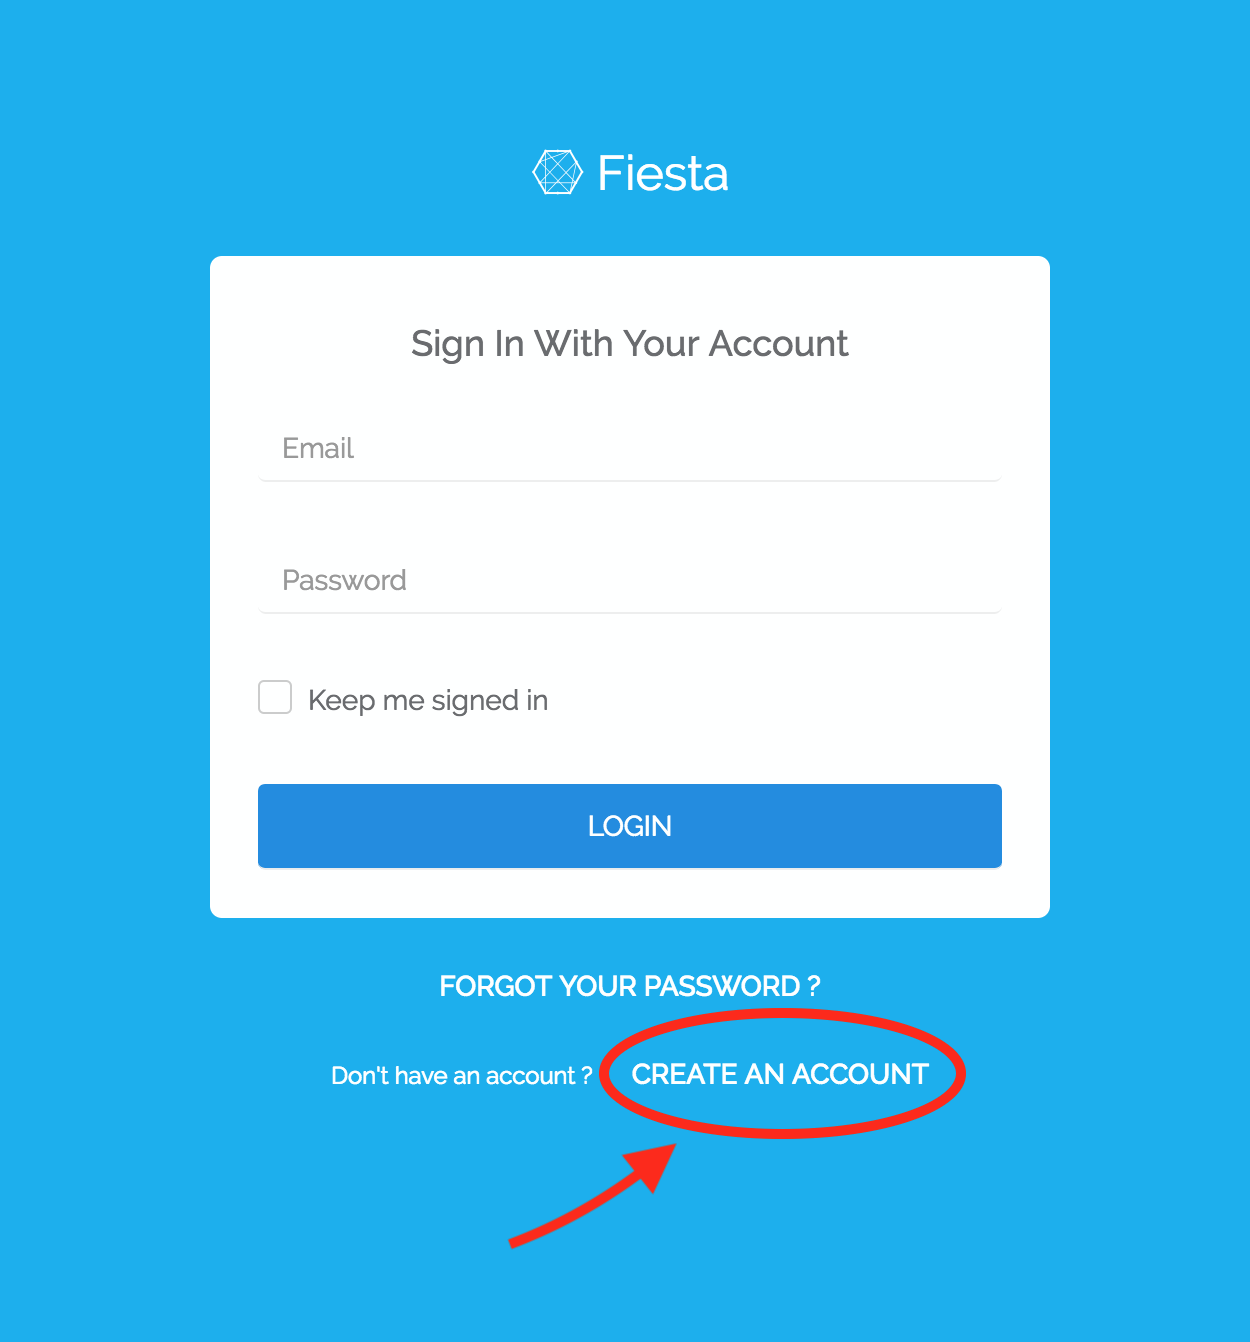 Fiesta
Sign In With Your Account
Email
Password
Keep me signed in
LOGIN
FORGOT YOUR PASSWORD ?
Don't have an account ? CREATE AN ACCOUNT